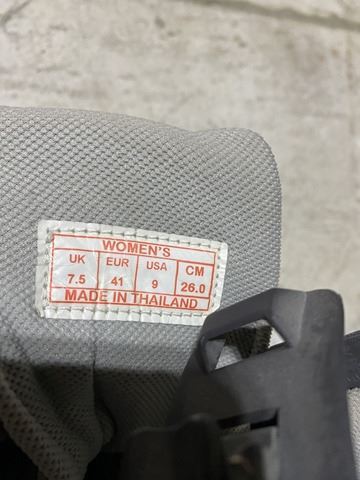 WOMEN'S
UK EUR USA CM
7.5 41 9 26.0
MADE IN THAILAND